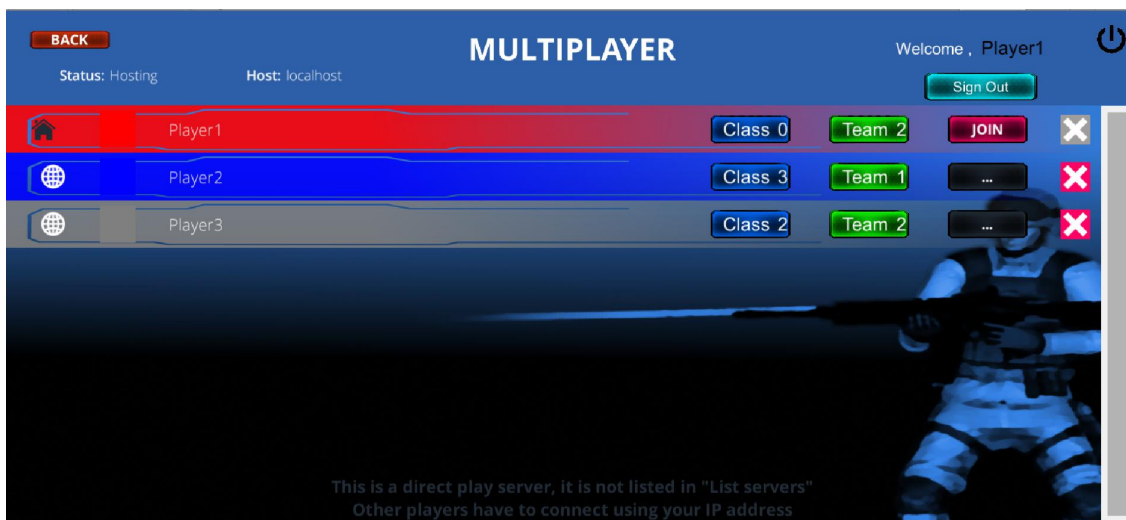 BACK
MULTIPLAYER
Welcome , Player1
Status: Hosting
Host: localhost
Sign Out
Player1 Class 0 Team 2 JOIN
Player2 Class 3 Team 1 ...
Player3 Class 2 Team 2 ...
This is a direct play server, it is not listed in "List servers"
Other players have to connect using your IP address